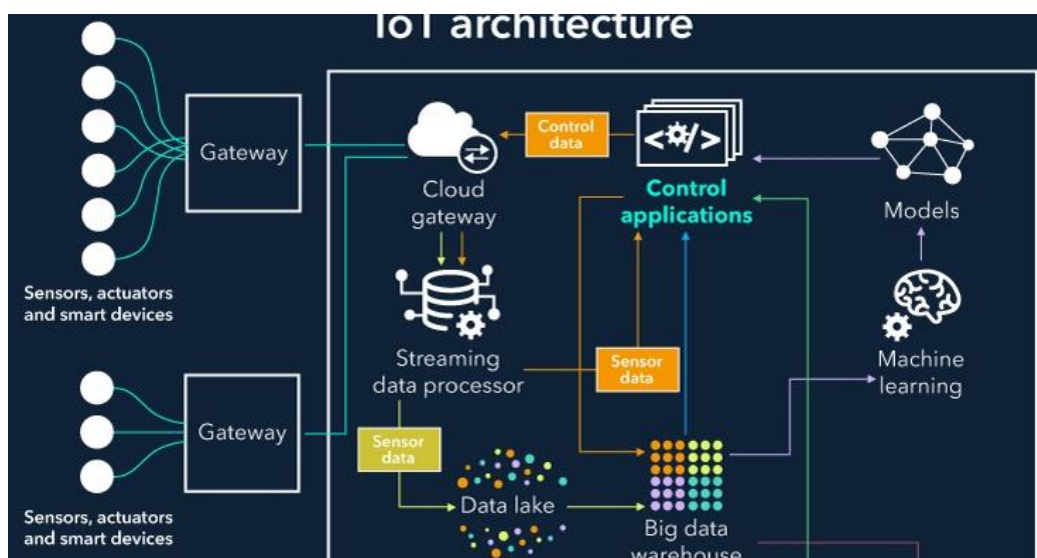 IoT architecture
Gateway
Sensors, actuators
and smart devices
Cloud
gateway
Control
data
</>
Control
applications
Models
Streaming
data processor
Sensor
data
Machine
learning
Gateway
Sensor
data
Sensors, actuators
and smart devices
Data lake
Big data
warehouse